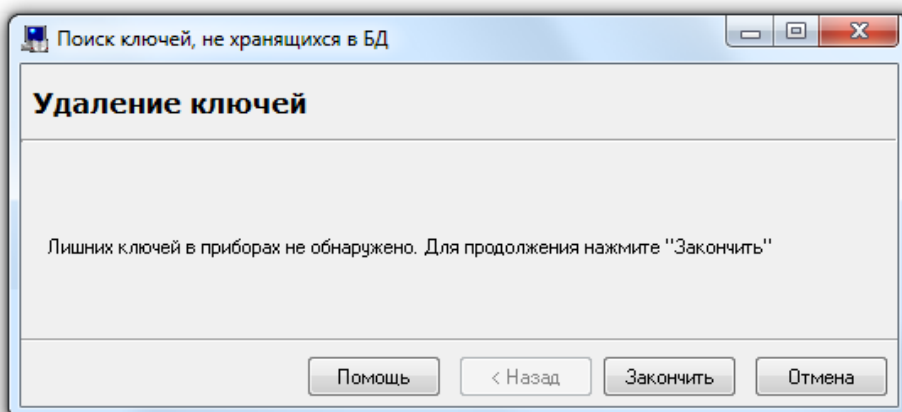 Поиск ключей, не хранящихся в БД
Удаление ключей
Лишних ключей в приборах не обнаружено. Для продолжения нажмите "Закончить"
Помощь < Назад Закончить Отмена